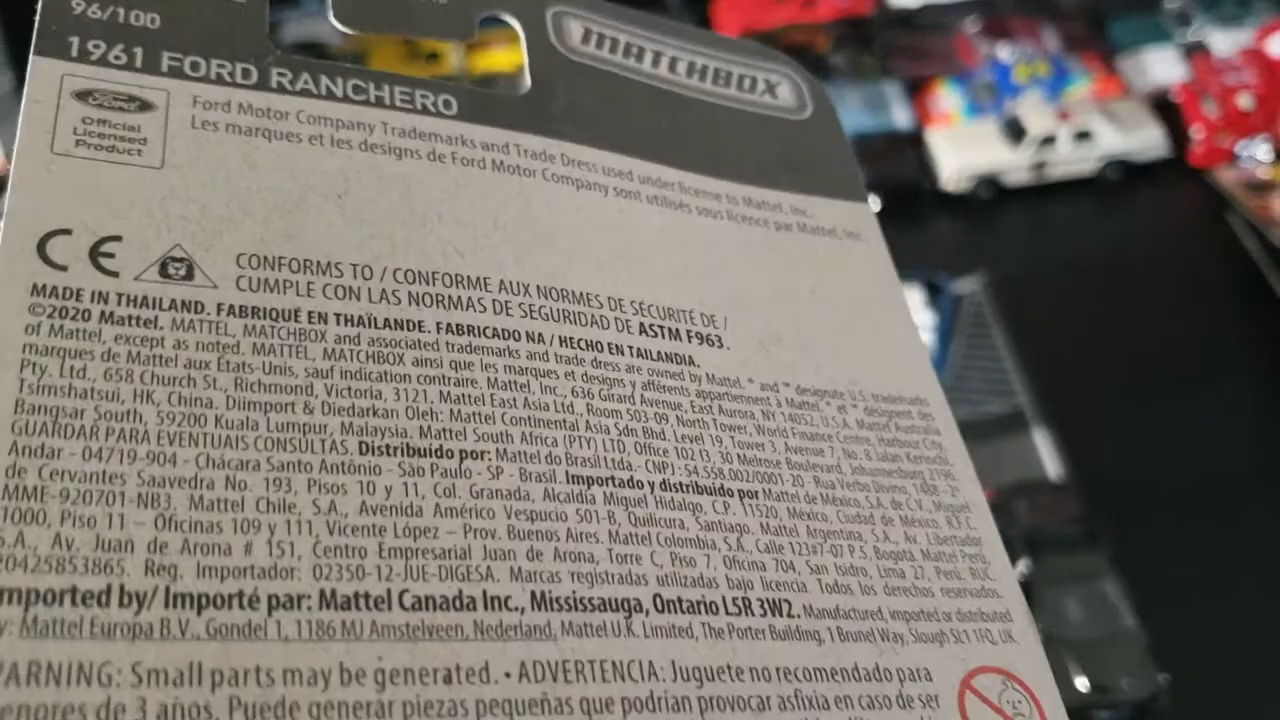 96/100
MATCHBOX
1961 FORD RANCHERO
Ford
Official
Licensed
Product
Ford Motor Company Trademarks and Trade Dress used under license to Mattel, Inc.
Les marques et les designs de Ford Motor Company sont utilisés sous licence par Mattel, Inc.
CE
CONFORMS TO / CONFORME AUX NORMES DE SÉCURITÉ DE /
CUMPLE CON LAS NORMAS DE SEGURIDAD DE ASTM F963.
MADE IN THAILAND. FABRIQUÉ EN THAÏLANDE. FABRICADO NA / HECHO EN TAILANDIA.
©2020 Mattel. MATTEL, MATCHBOX and associated trademarks and trade dress are owned by Mattel. ® and ™ designate U.S. trademarks
of Mattel, except as noted. MATTEL, MATCHBOX ainsi que les marques et designs y afférents appartiennent à Mattel. ® et ™ désignent des
marques de Mattel aux États-Unis, sauf indication contraire. Mattel, Inc., 636 Girard Avenue, East Aurora, NY 14052, U.S.A. Mattel Australia
Pty. Ltd., 658 Church St., Richmond, Victoria, 3121. Mattel East Asia Ltd., Room 503-09, North Tower, World Finance Centre, Harbour City,
Tsimshatsui, HK, China. Diimport & Diedarkan Oleh: Mattel Continental Asia Sdn Bhd. Level 19, Tower 3, Avenue 7, No. 8 Jalan Kerinchi,
Bangsar South, 59200 Kuala Lumpur, Malaysia. Mattel South Africa (PTY) LTD, Office 102 I3, 30 Melrose Boulevard, Johannesburg 2196.
GUARDAR PARA EVENTUAIS CONSULTAS. Distribuido por: Mattel do Brasil Ltda.- CNPJ : 54.558.002/0001-20 - Rua Verbo Divino, 1488 - 2º
Andar - 04719-904 - Chácara Santo Antônio - São Paulo - SP - Brasil. Importado y distribuido por Mattel de México, S.A. de C.V., Miguel
de Cervantes Saavedra No. 193, Pisos 10 y 11, Col. Granada, Alcaldía Miguel Hidalgo, C.P. 11520, México, Ciudad de México. R.F.C.
MME-920701-NB3. Mattel Chile, S.A., Avenida Américo Vespucio 501-B, Quilicura, Santiago. Mattel Argentina, S.A., Av. Libertador
1000, Piso 11 – Oficinas 109 y 111, Vicente López – Prov. Buenos Aires. Mattel Colombia, S.A., Calle 123#7-07 P.5, Bogotá. Mattel Perú,
S.A., Av. Juan de Arona # 151, Centro Empresarial Juan de Arona, Torre C, Piso 7, Oficina 704, San Isidro, Lima 27, Perú. RUC.
20425853865. Reg. Importador: 02350-12-JUE-DIGESA. Marcas registradas utilizadas bajo licencia. Todos los derechos reservados.
mported by/ Importé par: Mattel Canada Inc., Mississauga, Ontario L5R 3W2. Manufactured, imported or distributed
y: Mattel Europa B.V., Gondel 1, 1186 MJ Amstelveen, Nederland. Mattel U.K. Limited, The Porter Building, 1 Brunel Way, Slough SL1 1FQ, UK.
ARNING: Small parts may be generated. • ADVERTENCIA: Juguete no recomendado para
enores de 3 años. Puede generar piezas pequeñas que podrían provocar asfixia en caso de ser